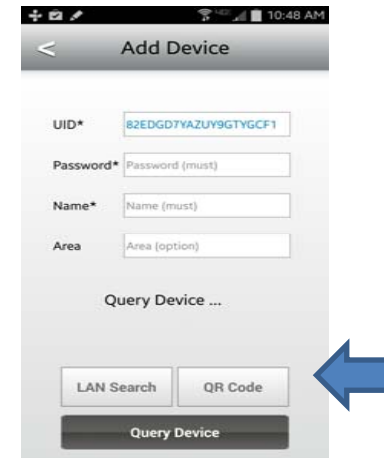 10:48 AM
< Add Device
UID* 82EDGD7YAZUY9GTYGCF1
Password* Password (must)
Name* Name (must)
Area Area (option)
Query Device ...
LAN Search QR Code
Query Device